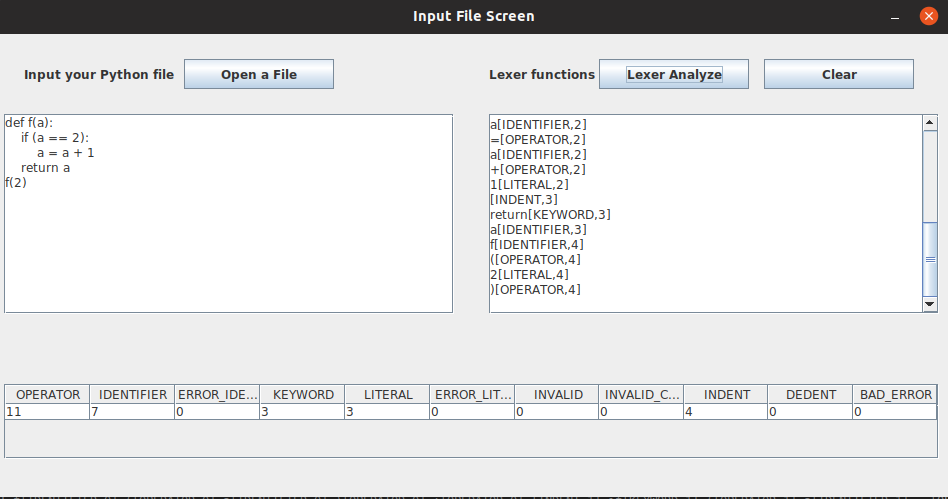 Input File Screen
Input your Python file
Open a File
Lexer functions
Lexer Analyze
Clear
def f(a):
    if (a == 2):
        a = a + 1
    return a
f(2)
a[IDENTIFIER,2]
=[OPERATOR,2]
a[IDENTIFIER,2]
+[OPERATOR,2]
1[LITERAL,2]
[INDENT,3]
return[KEYWORD,3]
a[IDENTIFIER,3]
f[IDENTIFIER,4]
([OPERATOR,4]
2[LITERAL,4]
)[OPERATOR,4]
OPERATOR IDENTIFIER ERROR_IDE... KEYWORD LITERAL ERROR_LIT... INVALID INVALID_C... INDENT DEDENT BAD_ERROR
11 7 0 3 3 0 0 0 4 0 0